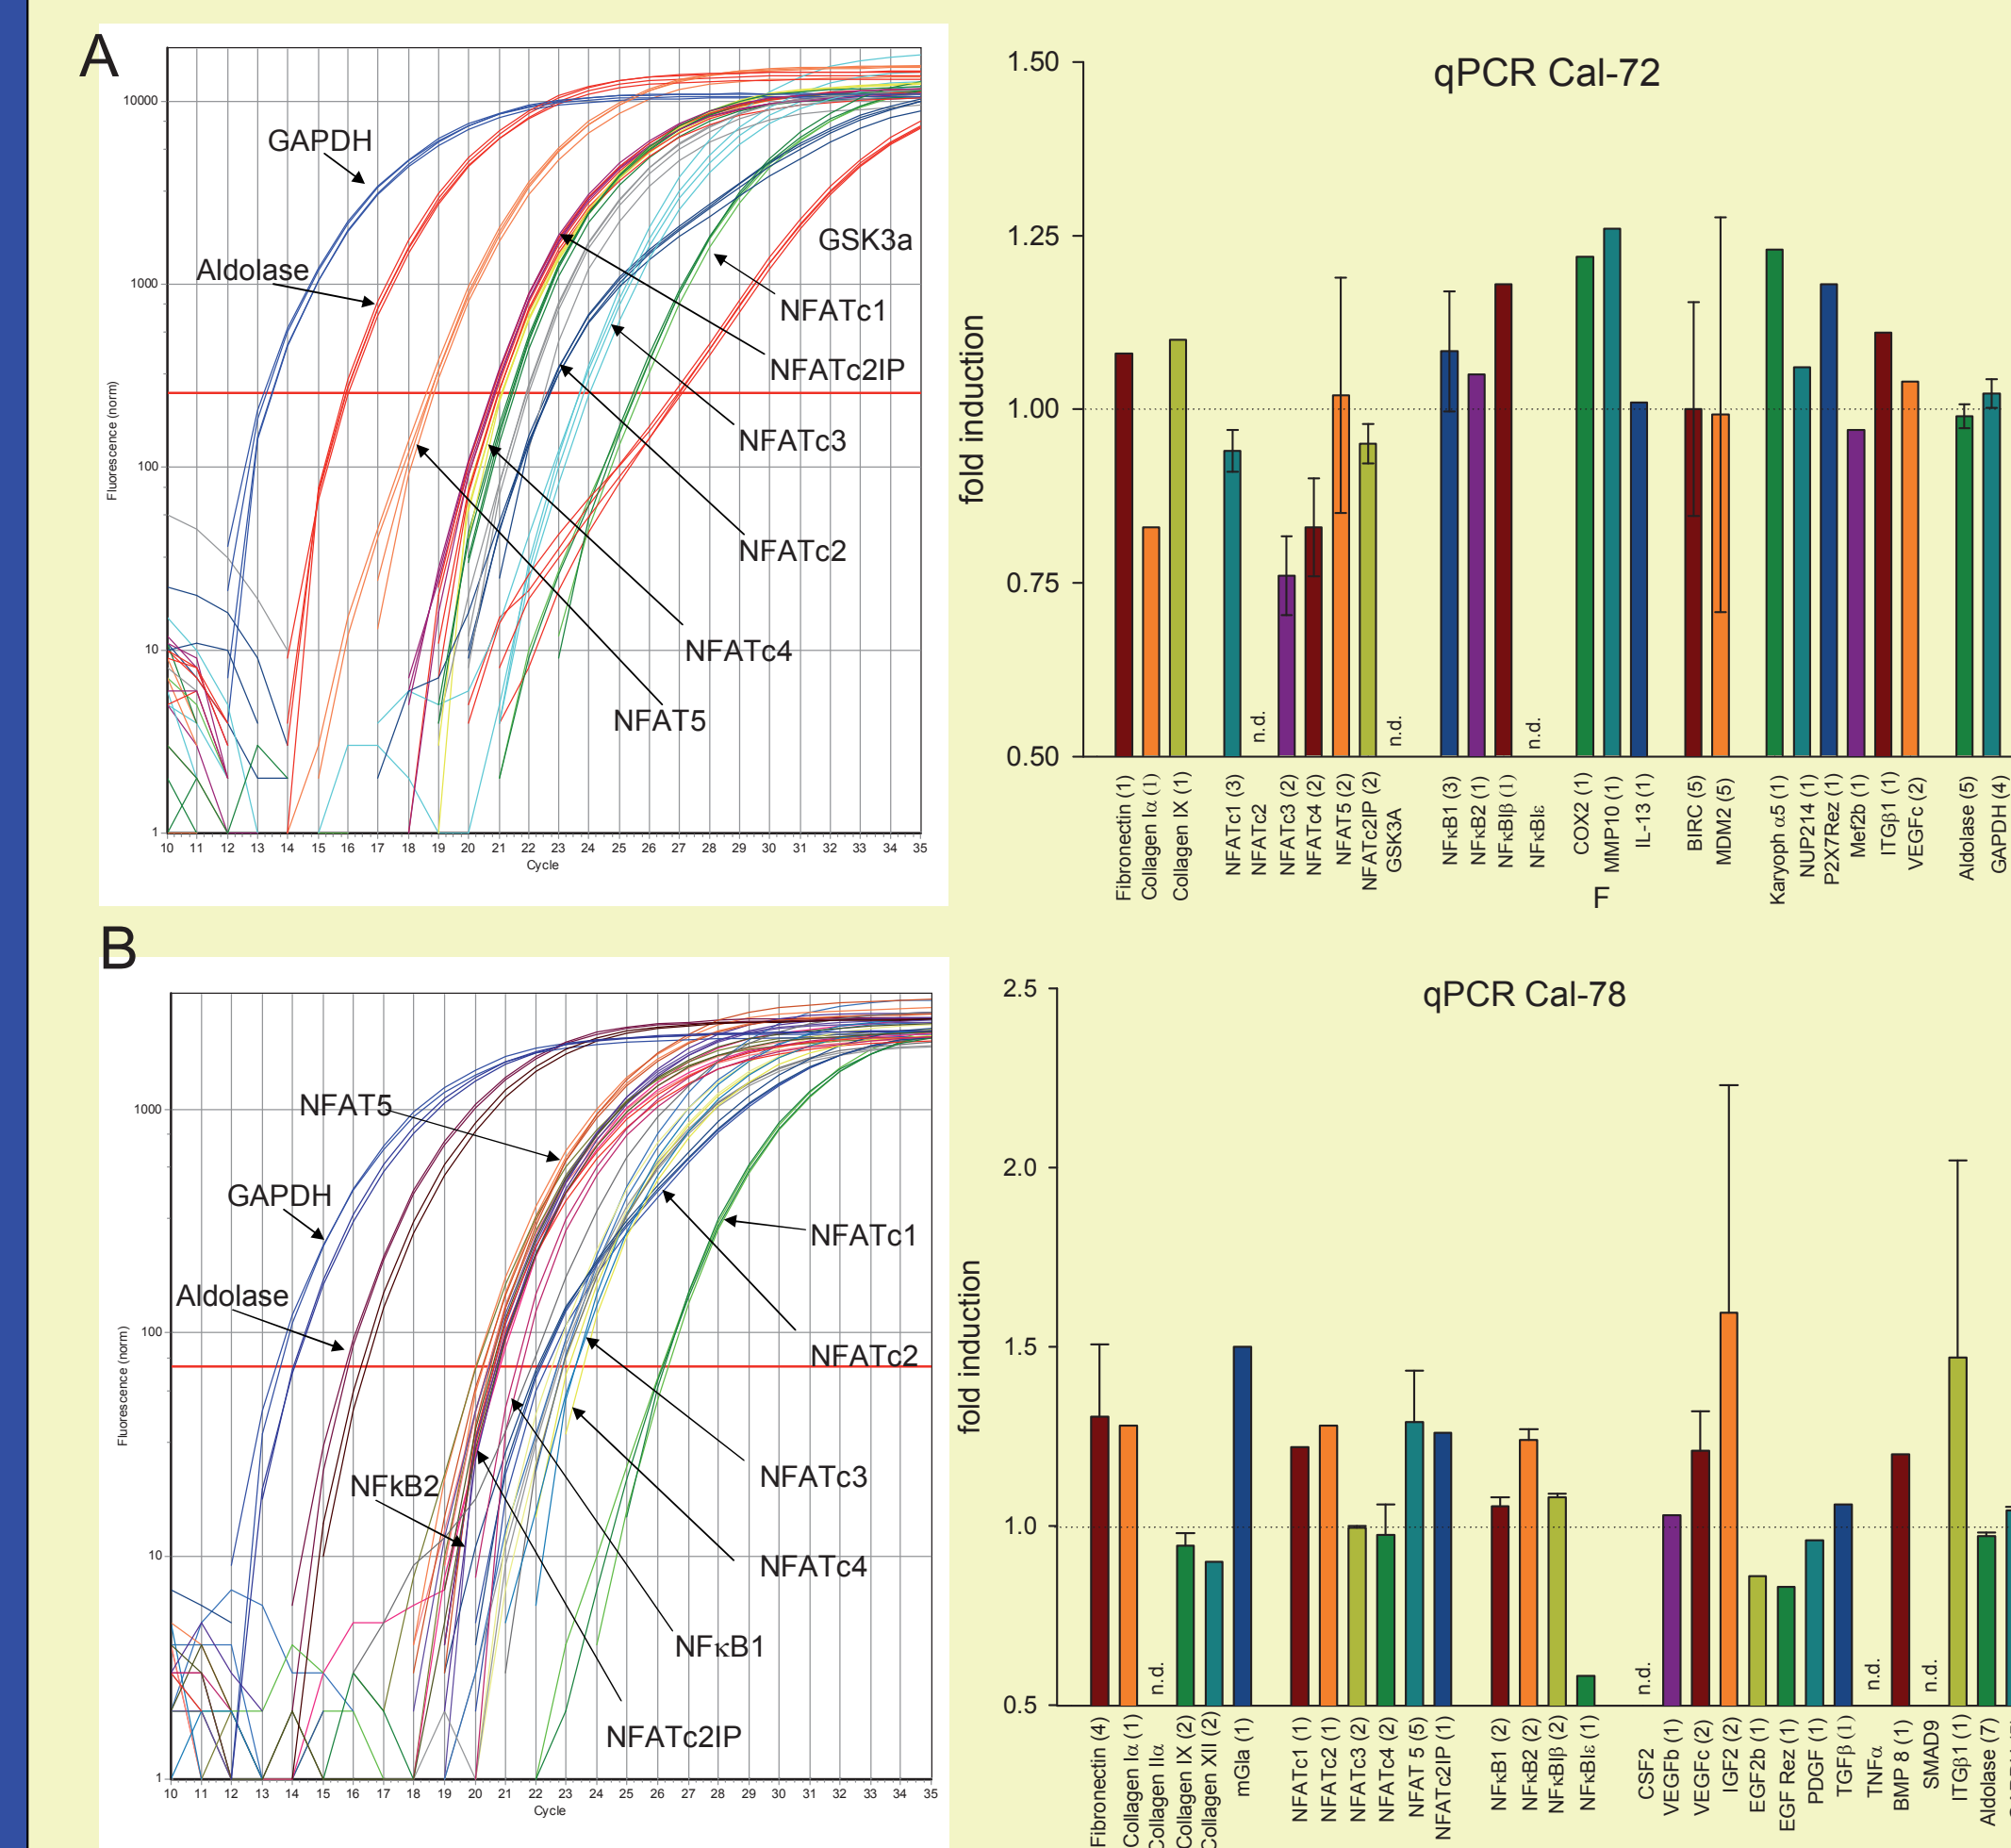 A
10000
1000
100
10
1
Fluorescence (norm)
10 11 12 13 14 15 16 17 18 19 20 21 22 23 24 25 26 27 28 29 30 31 32 33 34 35
Cycle
GAPDH
Aldolase
GSK3a
NFATc1
NFATc2IP
NFATc3
NFATc2
NFATc4
NFAT5
qPCR Cal-72
1.50
1.25
1.00
0.75
0.50
fold induction
n.d.
n.d.
n.d.
Fibronectin (1)
Collagen Iα (1)
Collagen IX (1)
NFATc1 (3)
NFATc2
NFATc3 (2)
NFATc4 (2)
NFAT5 (2)
NFATc2IP (2)
GSK3A
NFκB1 (3)
NFκB2 (1)
NFκBIβ (1)
NFκBIε
COX2 (1)
MMP10 (1)
IL-13 (1)
BIRC (5)
MDM2 (5)
Karyoph α5 (1)
NUP214 (1)
P2X7Rez (1)
Mef2b (1)
ITGβ1 (1)
VEGFc (2)
Aldolase (5)
GAPDH (4)
F
B
1000
100
10
1
Fluorescence (norm)
10 11 12 13 14 15 16 17 18 19 20 21 22 23 24 25 26 27 28 29 30 31 32 33 34 35
Cycle
NFAT5
GAPDH
Aldolase
NFATc1
NFATc2
NFATc3
NFkB2
NFATc4
NFκB1
NFATc2IP
qPCR Cal-78
2.5
2.0
1.5
1.0
0.5
fold induction
n.d.
n.d.
n.d.
n.d.
Fibronectin (4)
Collagen Iα (1)
Collagen IIα
Collagen IX (2)
Collagen XII (2)
mGla (1)
NFATc1 (1)
NFATc2 (1)
NFATc3 (2)
NFATc4 (2)
NFAT 5 (5)
NFATc2IP (1)
NFκB1 (2)
NFκB2 (2)
NFκBIβ (2)
NFκBIε (1)
CSF2
VEGFb (1)
VEGFc (2)
IGF2 (2)
EGF2b (1)
EGF Rez (1)
PDGF (1)
TGFβ (1)
TNFα
BMP 8 (1)
SMAD9
ITGβ1 (1)
Aldolase (7)